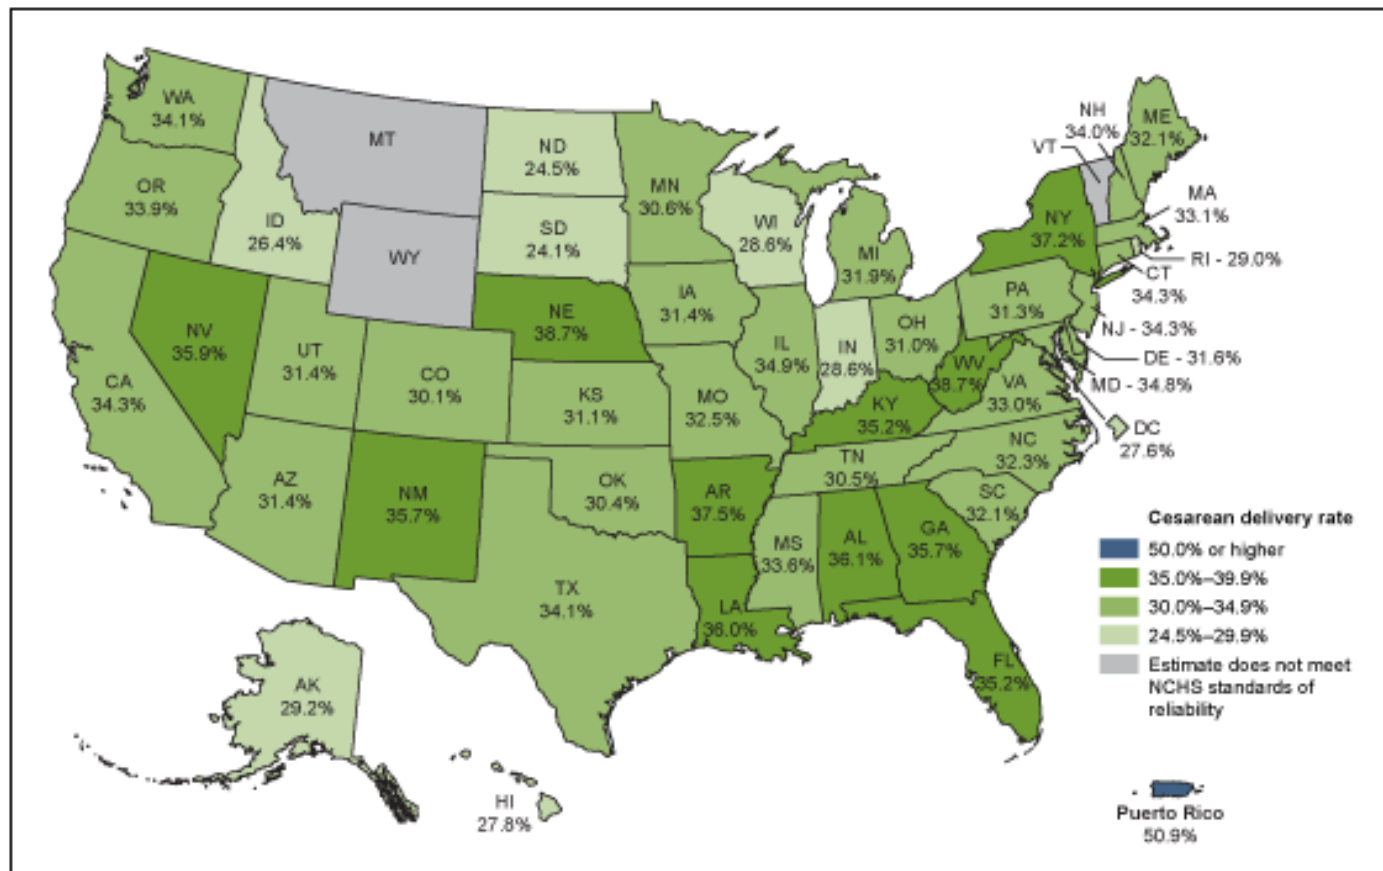 WA
34.1%
MT
ND
24.5%
MN
30.6%
NH
34.0%
ME
32.1%
VT
OR
33.9%
ID
26.4%
SD
24.1%
WI
28.6%
MI
31.9%
NY
37.2%
MA
33.1%
WY
RI - 29.0%
CT
34.3%
NV
35.9%
UT
31.4%
NE
38.7%
IA
31.4%
IL
34.9%
IN
28.6%
OH
31.0%
PA
31.3%
NJ - 34.3%
DE - 31.6%
MD - 34.8%
CA
34.3%
CO
30.1%
KS
31.1%
MO
32.5%
KY
35.2%
WV
38.7%
VA
33.0%
DC
27.6%
AZ
31.4%
NM
35.7%
OK
30.4%
AR
37.5%
TN
30.5%
NC
32.3%
SC
32.1%
TX
34.1%
LA
36.0%
MS
33.6%
AL
36.1%
GA
35.7%
FL
35.2%
AK
29.2%
HI
27.8%
Cesarean delivery rate
50.0% or higher
35.0%–39.9%
30.0%–34.9%
24.5%–29.9%
Estimate does not meet
NCHS standards of
reliability
Puerto Rico
50.9%